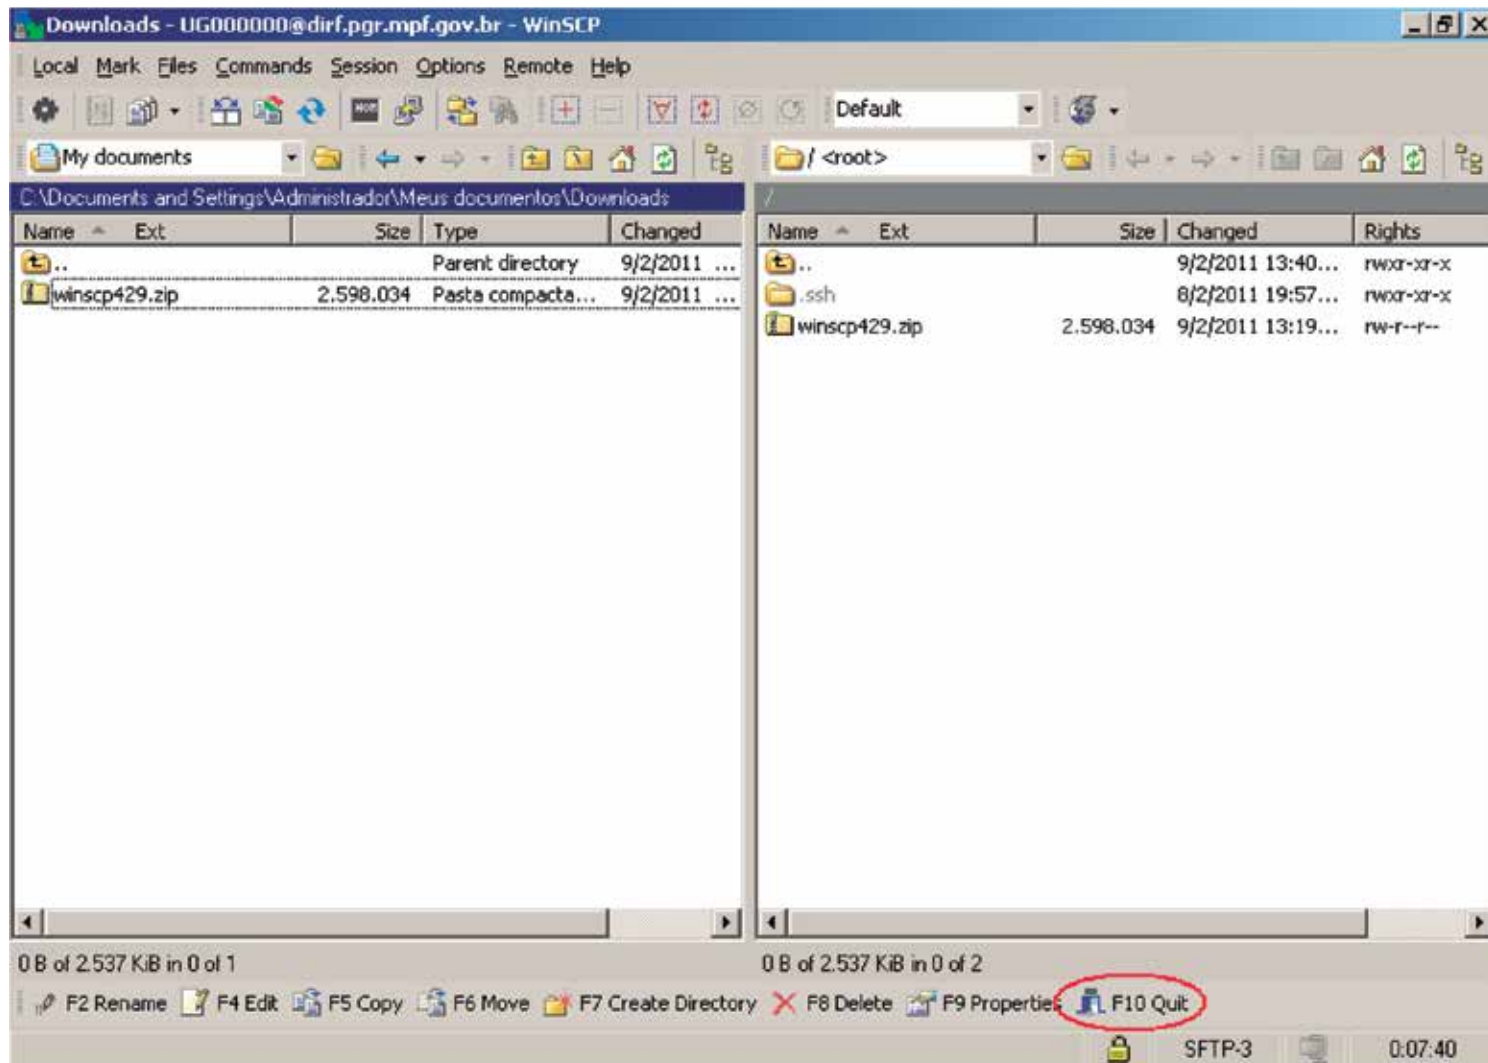 Downloads - UG000000@dirf.pgr.mpf.gov.br - WinSCP
Local Mark Files Commands Session Options Remote Help
Default
My documents / <root>
C:\Documents and Settings\Administrador\Meus documentos\Downloads /
Name Ext Size Type Changed Name Ext Size Changed Rights
.. Parent directory 9/2/2011 ... .. 9/2/2011 13:40... rwxr-xr-x
winscp429.zip 2.598.034 Pasta compacta... 9/2/2011 ... .ssh 8/2/2011 19:57... rwxr-xr-x
winscp429.zip 2.598.034 9/2/2011 13:19... rw-r--r--
0 B of 2.537 KiB in 0 of 1 0 B of 2.537 KiB in 0 of 2
F2 Rename F4 Edit F5 Copy F6 Move F7 Create Directory F8 Delete F9 Properties F10 Quit
SFTP-3 0:07:40